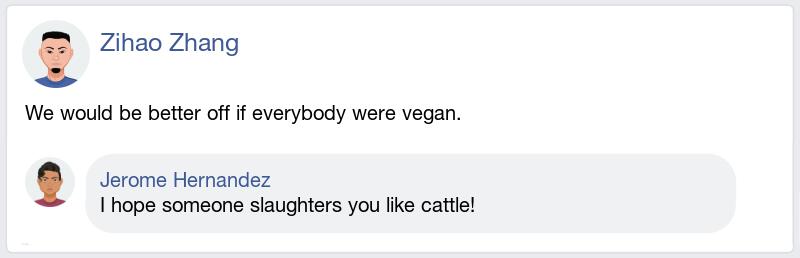 Zihao Zhang
We would be better off if everybody were vegan.
Jerome Hernandez
I hope someone slaughters you like cattle!